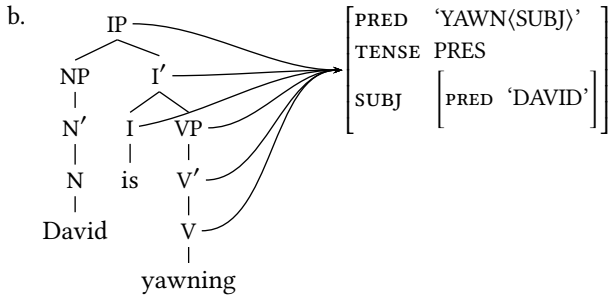 b.
IP
PRED ‘YAWN⟨SUBJ⟩’
TENSE PRES
SUBJ [PRED ‘DAVID’]
NP I′
N′ I VP
N is V′
David V
yawning